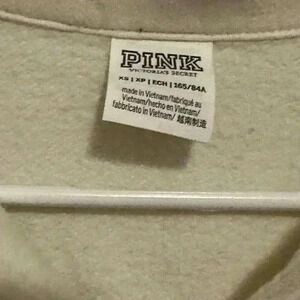 PINK
VICTORIA'S SECRET
XS | XP | ECH | 165/84A
made in Vietnam/fabriqué au
Vietnam/hecho en Vietnam/
fabbricato in Vietnam/ 越南制造